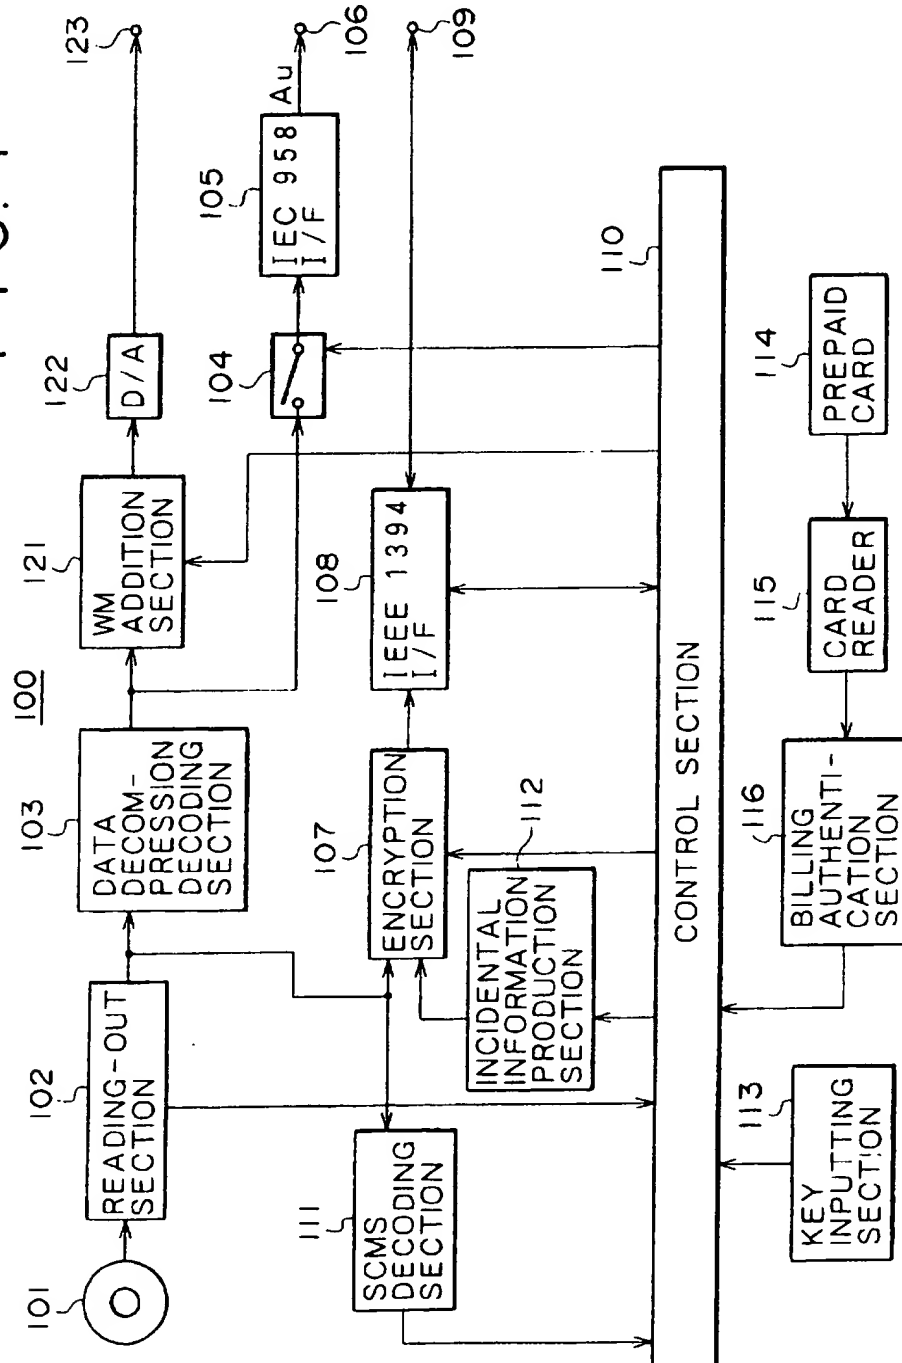 100
101
102
READING-OUT
SECTION
103
DATA
DECOM-
PRESSION
DECODING
SECTION
121
WM
ADDITION
SECTION
122
D/A
123
104
105
IEC 958
I/F
Au
106
111
SCMS
DECODING
SECTION
107
ENCRYPTION
SECTION
108
IEEE 1394
I/F
109
112
INCIDENTAL
INFORMATION
PRODUCTION
SECTION
110
CONTROL SECTION
113
KEY
INPUTTING
SECTION
116
BILLING
AUTHENTI-
CATION
SECTION
115
CARD
READER
114
PREPAID
CARD